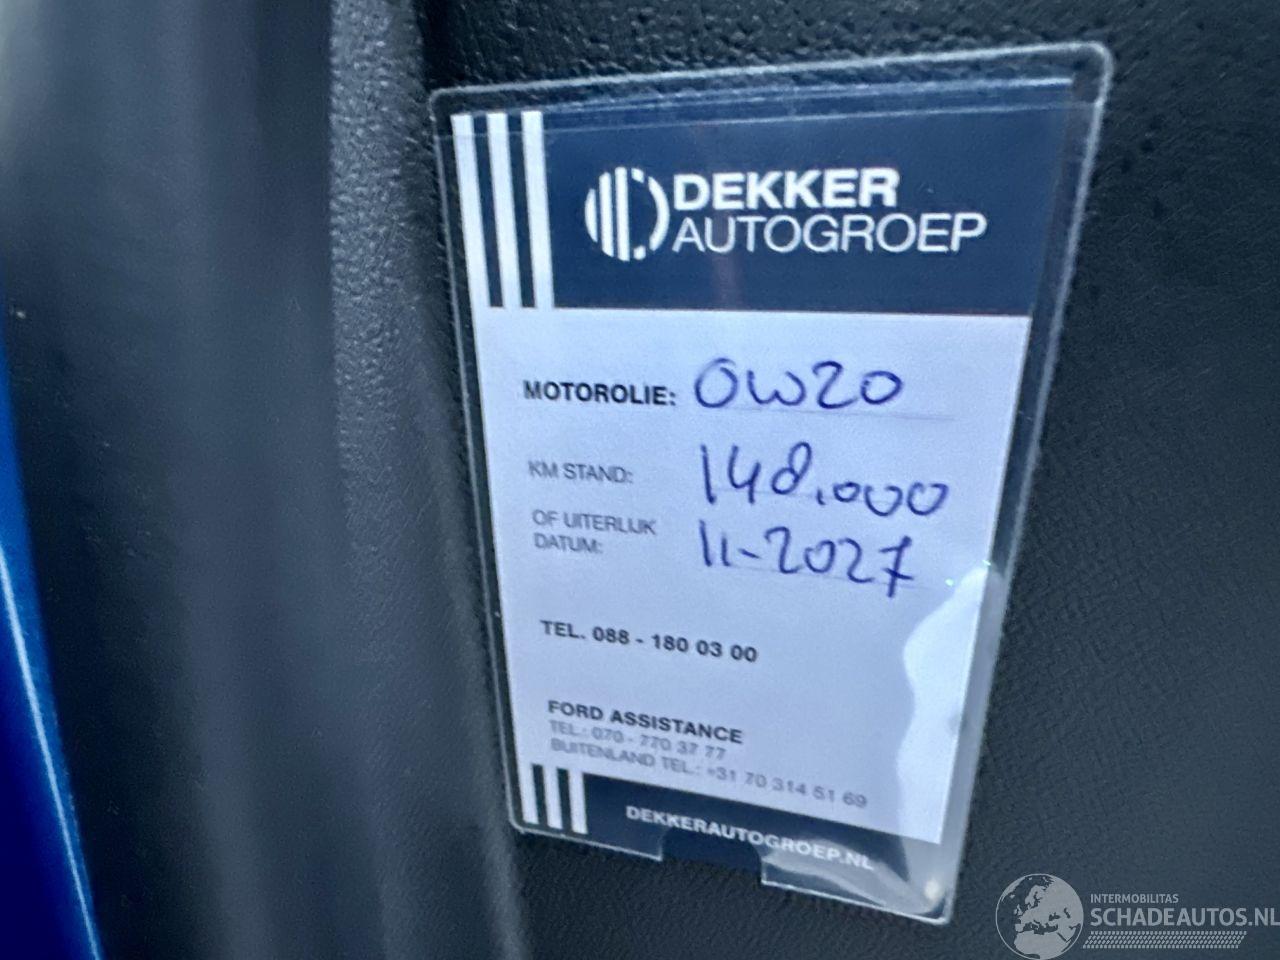 DEKKER
AUTOGROEP
MOTOROLIE: 0W20
KM STAND: 148.000
OF UITERLIJK
DATUM: 11-2027
TEL. 088 - 180 03 00
FORD ASSISTANCE
TEL.: 070 - 770 37 77
BUITENLAND TEL.: +31 70 314 51 69
DEKKERAUTOGROEP.NL
INTERMOBILITAS
SCHADEAUTOS.NL